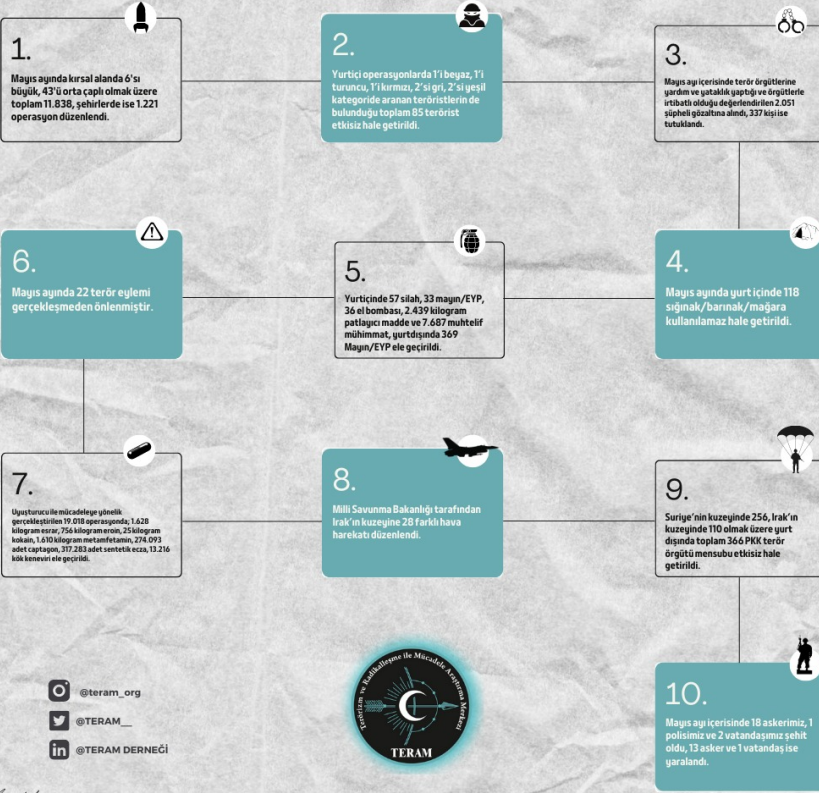 1.
Mayıs ayında kırsal alanda 6'sı
büyük, 43'ü orta çaplı olmak üzere
toplam 11.838, şehirlerde ise 1.221
operasyon düzenlendi.
2.
Yurtiçi operasyonlarda 1'i beyaz, 1'i
turuncu, 1'i kırmızı, 2'si gri, 2'si yeşil
kategoride aranan teröristlerin de
bulunduğu toplam 85 terörist
etkisiz hale getirildi.
3.
Mayıs ayı içerisinde terör örgütlerine
yardım ve yataklık yaptığı ve örgütlerle
irtibatlı olduğu değerlendirilen 2.051
şüpheli gözaltına alındı, 337 kişi ise
tutuklandı.
4.
Mayıs ayında yurt içinde 118
sığınak/barınak/mağara
kullanılamaz hale getirildi.
5.
Yurtiçinde 57 silah, 33 mayın/EYP,
36 el bombası, 2.439 kilogram
patlayıcı madde ve 7.687 muhtelif
mühimmat, yurtdışında 369
Mayın/EYP ele geçirildi.
6.
Mayıs ayında 22 terör eylemi
gerçekleşmeden önlenmiştir.
7.
Uyuşturucu ile mücadeleye yönelik
gerçekleştirilen 19.018 operasyonda; 1.628
kilogram esrar, 756 kilogram eroin, 25 kilogram
kokain, 1.610 kilogram metamfetamin, 274.093
adet captagon, 317.283 adet sentetik ecza, 13.216
kök keneviri ele geçirildi.
8.
Milli Savunma Bakanlığı tarafından
Irak'ın kuzeyine 28 farklı hava
harekatı düzenlendi.
9.
Suriye'nin kuzeyinde 256, Irak'ın
kuzeyinde 110 olmak üzere yurt
dışında toplam 366 PKK terör
örgütü mensubu etkisiz hale
getirildi.
10.
Mayıs ayı içerisinde 18 askerimiz, 1
polisimiz ve 2 vatandaşımız şehit
oldu, 13 asker ve 1 vatandaş ise
yaralandı.
@teram_org
@TERAM__
in @TERAM DERNEĞİ
Terörizm ve Radikalleşme ile Mücadele Araştırma Merkezi
TERAM